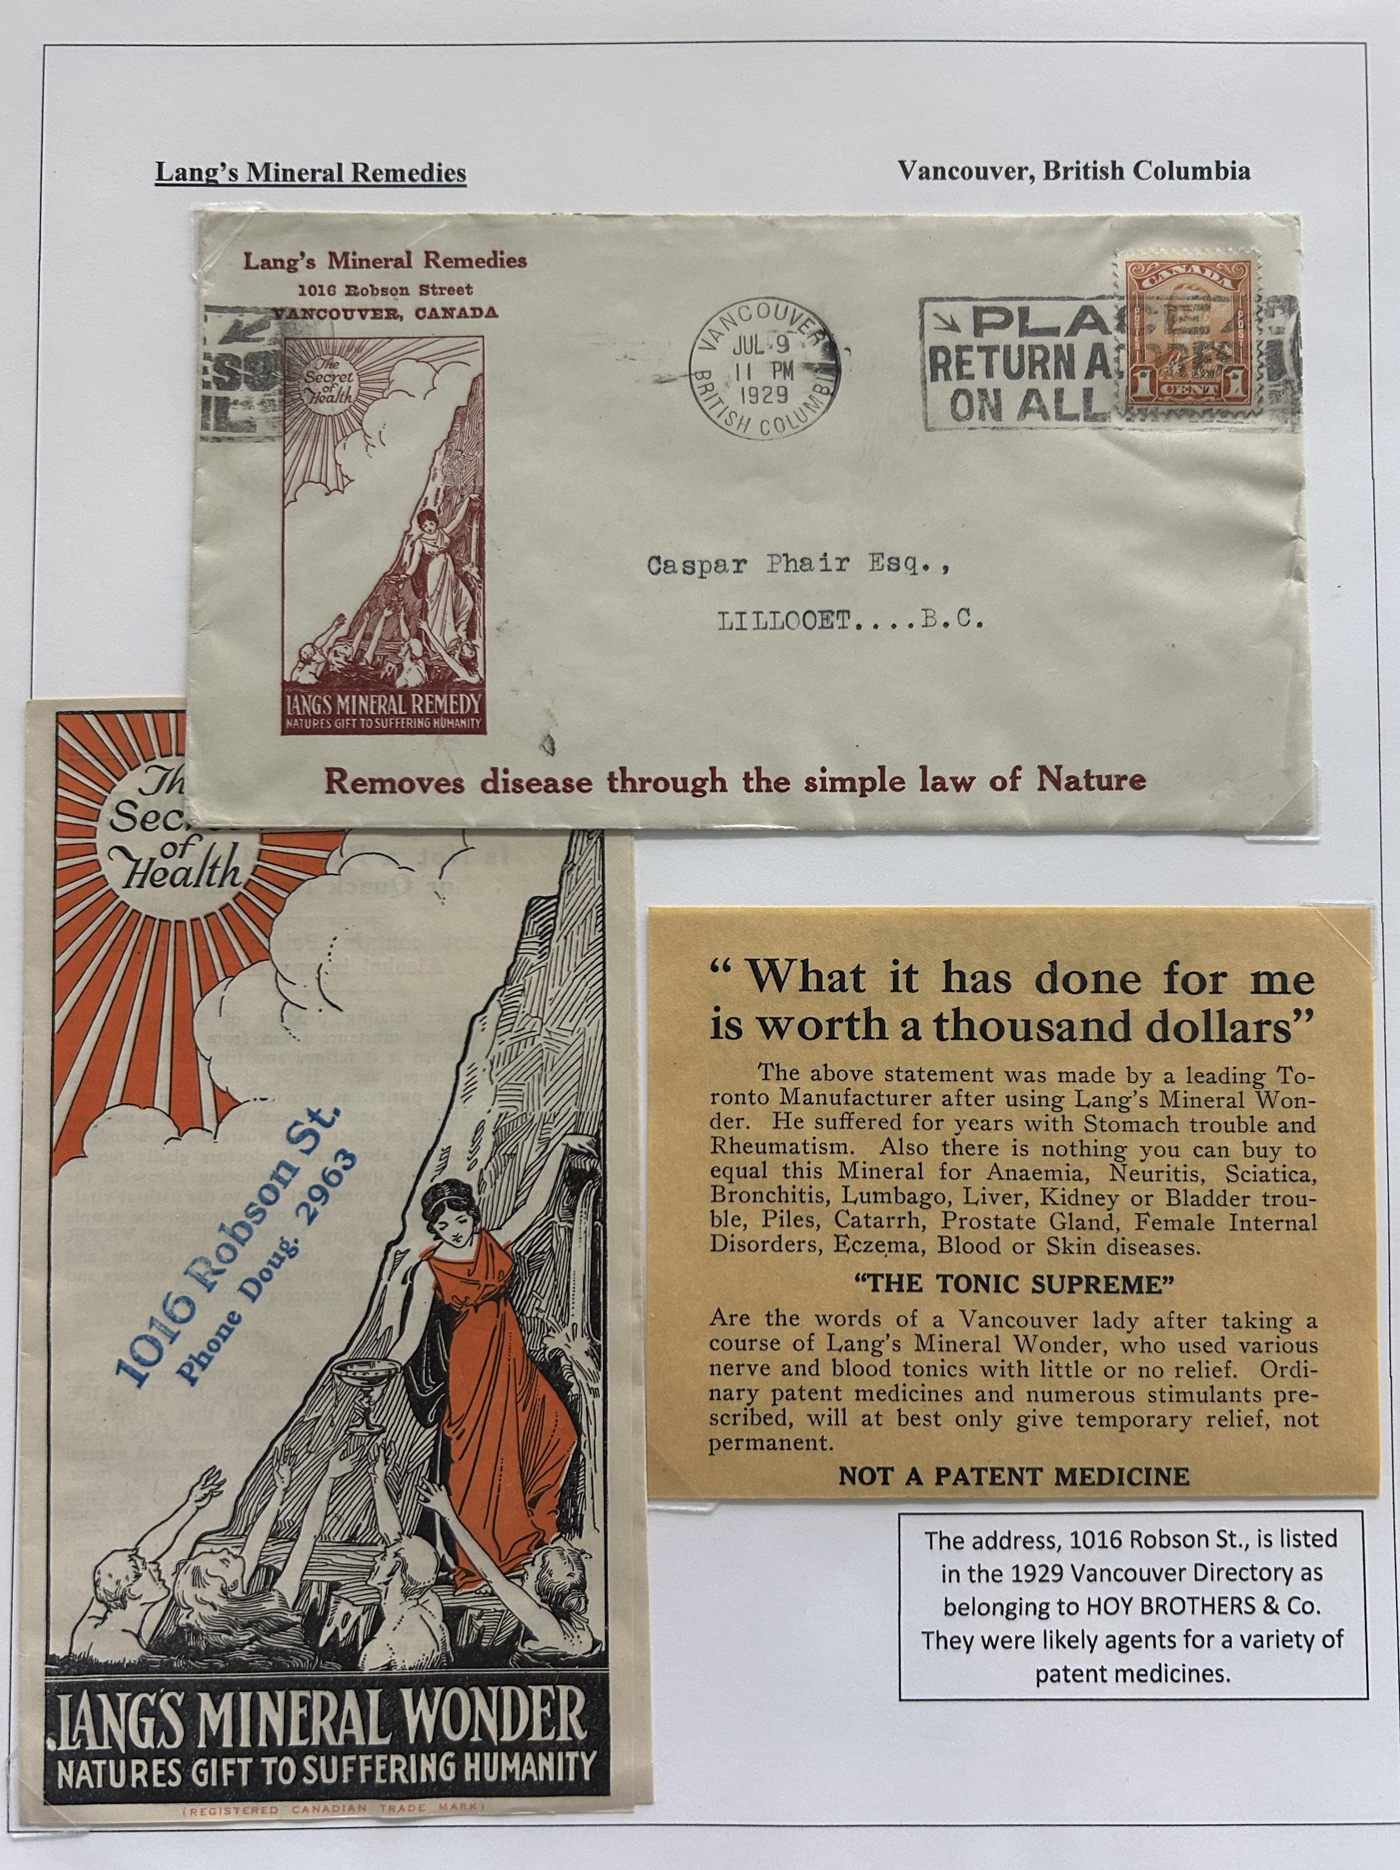 Lang's Mineral Remedies
Vancouver, British Columbia
Lang's Mineral Remedies
1016 Robson Street
VANCOUVER, CANADA
The
Secret
of
Health
LANGS MINERAL REMEDY
NATURES GIFT TO SUFFERING HUMANITY
VANCOUVER
JUL 9
11 PM
1929
BRITISH COLUMBIA
PLACE
RETURN ADDRESS
ON ALL
CANADA
POSTES POST
1 CENT 1
Caspar Phair Esq.,
LILLOOET....B.C.
Removes disease through the simple law of Nature
The
Secret
of
Health
1016 Robson St.
Phone Doug. 2963
LANG'S MINERAL WONDER
NATURES GIFT TO SUFFERING HUMANITY
(REGISTERED CANADIAN TRADE MARK)
“ What it has done for me
is worth a thousand dollars”
The above statement was made by a leading To-
ronto Manufacturer after using Lang's Mineral Won-
der. He suffered for years with Stomach trouble and
Rheumatism. Also there is nothing you can buy to
equal this Mineral for Anaemia, Neuritis, Sciatica,
Bronchitis, Lumbago, Liver, Kidney or Bladder trou-
ble, Piles, Catarrh, Prostate Gland, Female Internal
Disorders, Eczema, Blood or Skin diseases.
“THE TONIC SUPREME”
Are the words of a Vancouver lady after taking a
course of Lang's Mineral Wonder, who used various
nerve and blood tonics with little or no relief. Ordi-
nary patent medicines and numerous stimulants pre-
scribed, will at best only give temporary relief, not
permanent.
NOT A PATENT MEDICINE
The address, 1016 Robson St., is listed
in the 1929 Vancouver Directory as
belonging to HOY BROTHERS & Co.
They were likely agents for a variety of
patent medicines.